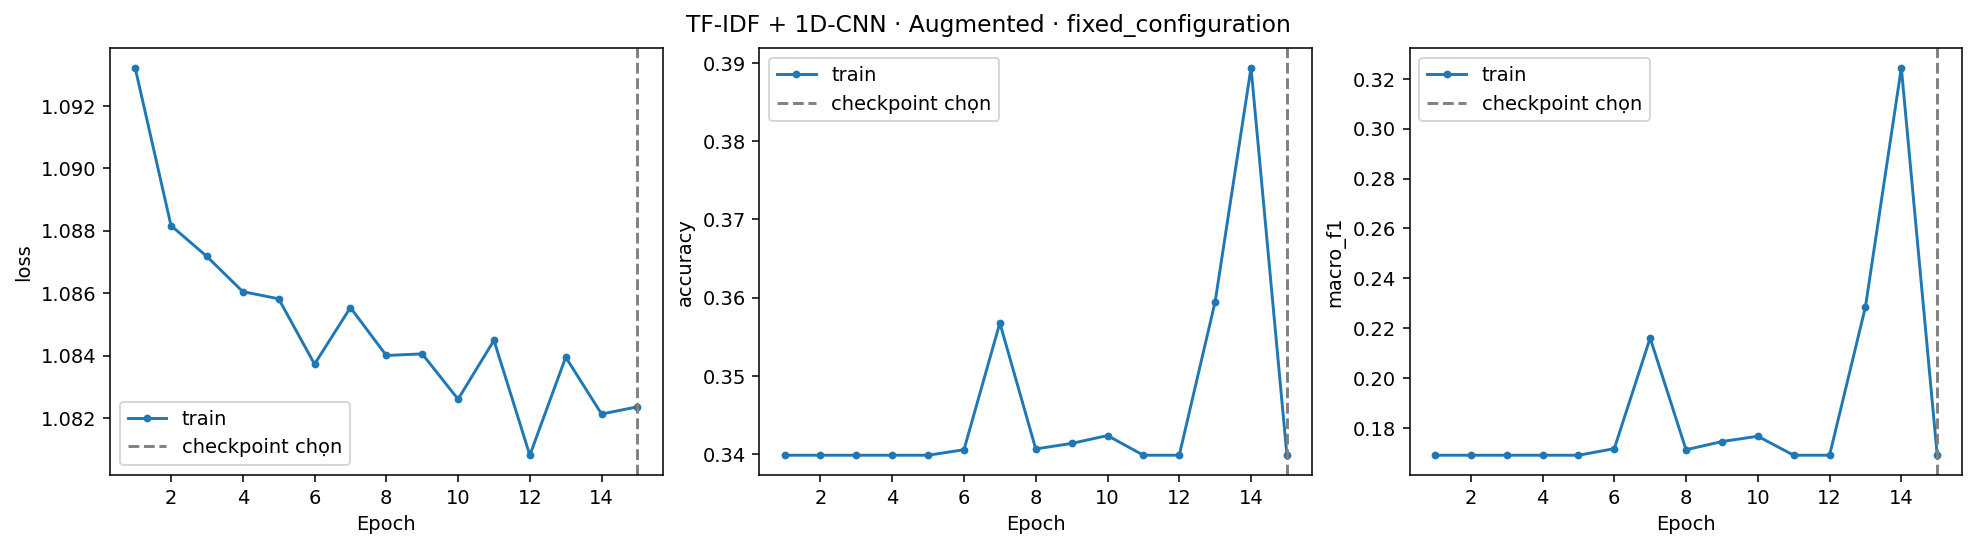 TF-IDF + 1D-CNN · Augmented · fixed_configuration
loss
1.092
1.090
1.088
1.086
1.084
1.082
train
checkpoint chọn
2 4 6 8 10 12 14
Epoch
accuracy
0.39
0.38
0.37
0.36
0.35
0.34
train
checkpoint chọn
2 4 6 8 10 12 14
Epoch
macro_f1
0.32
0.30
0.28
0.26
0.24
0.22
0.20
0.18
train
checkpoint chọn
2 4 6 8 10 12 14
Epoch